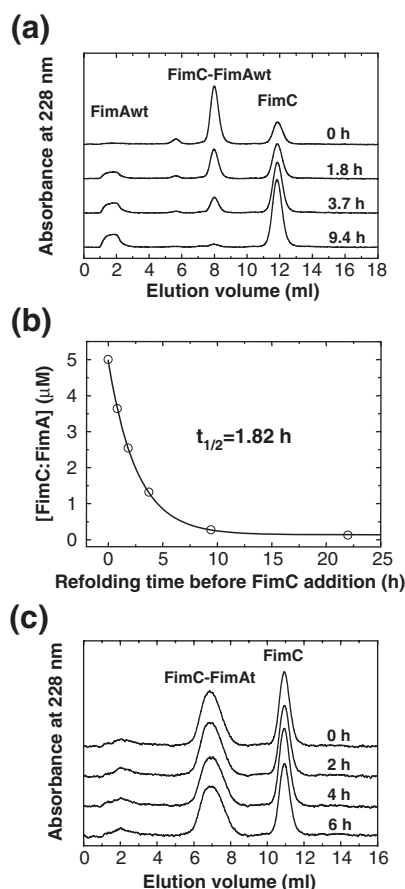 (a)
FimC-FimAwt
FimAwt
FimC
0 h
1.8 h
3.7 h
9.4 h
Absorbance at 228 nm
0 2 4 6 8 10 12 14 16 18
Elution volume (ml)
(b)
5
4
3
2
1
0
[FimC:FimA] (µM)
t1/2=1.82 h
0 5 10 15 20 25
Refolding time before FimC addition (h)
(c)
FimC
FimC-FimAt
0 h
2 h
4 h
6 h
Absorbance at 228 nm
0 2 4 6 8 10 12 14 16
Elution volume (ml)